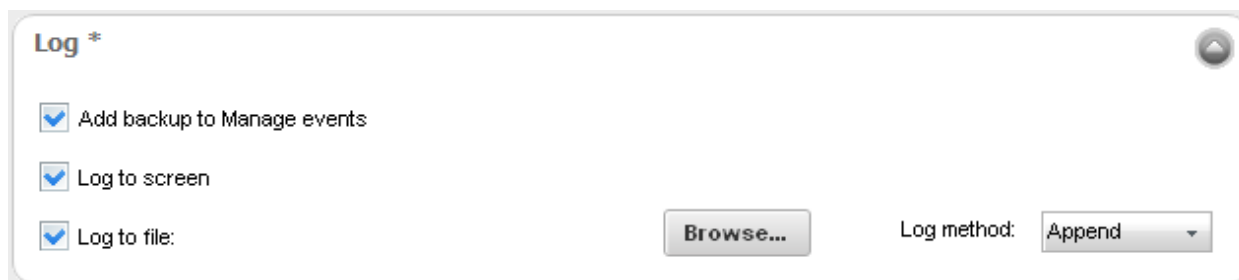 Log *
Add backup to Manage events
Log to screen
Log to file: Browse... Log method: Append